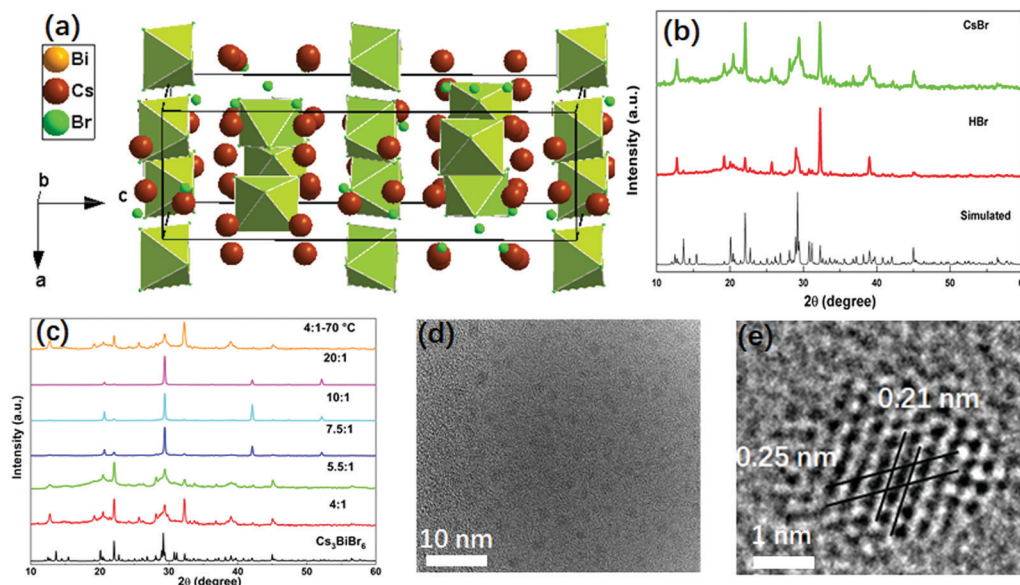 (a)
Bi
Cs
Br
b
c
a
(b)
CsBr
HBr
Simulated
Intensity (a.u.)
10 20 30 40 50 60
2θ (degree)
(c)
4:1-70 °C
20:1
10:1
7.5:1
5.5:1
4:1
Cs₃BiBr₆
Intensity (a.u.)
10 20 30 40 50 60
2θ (degree)
(d)
10 nm
(e)
0.21 nm
0.25 nm
1 nm